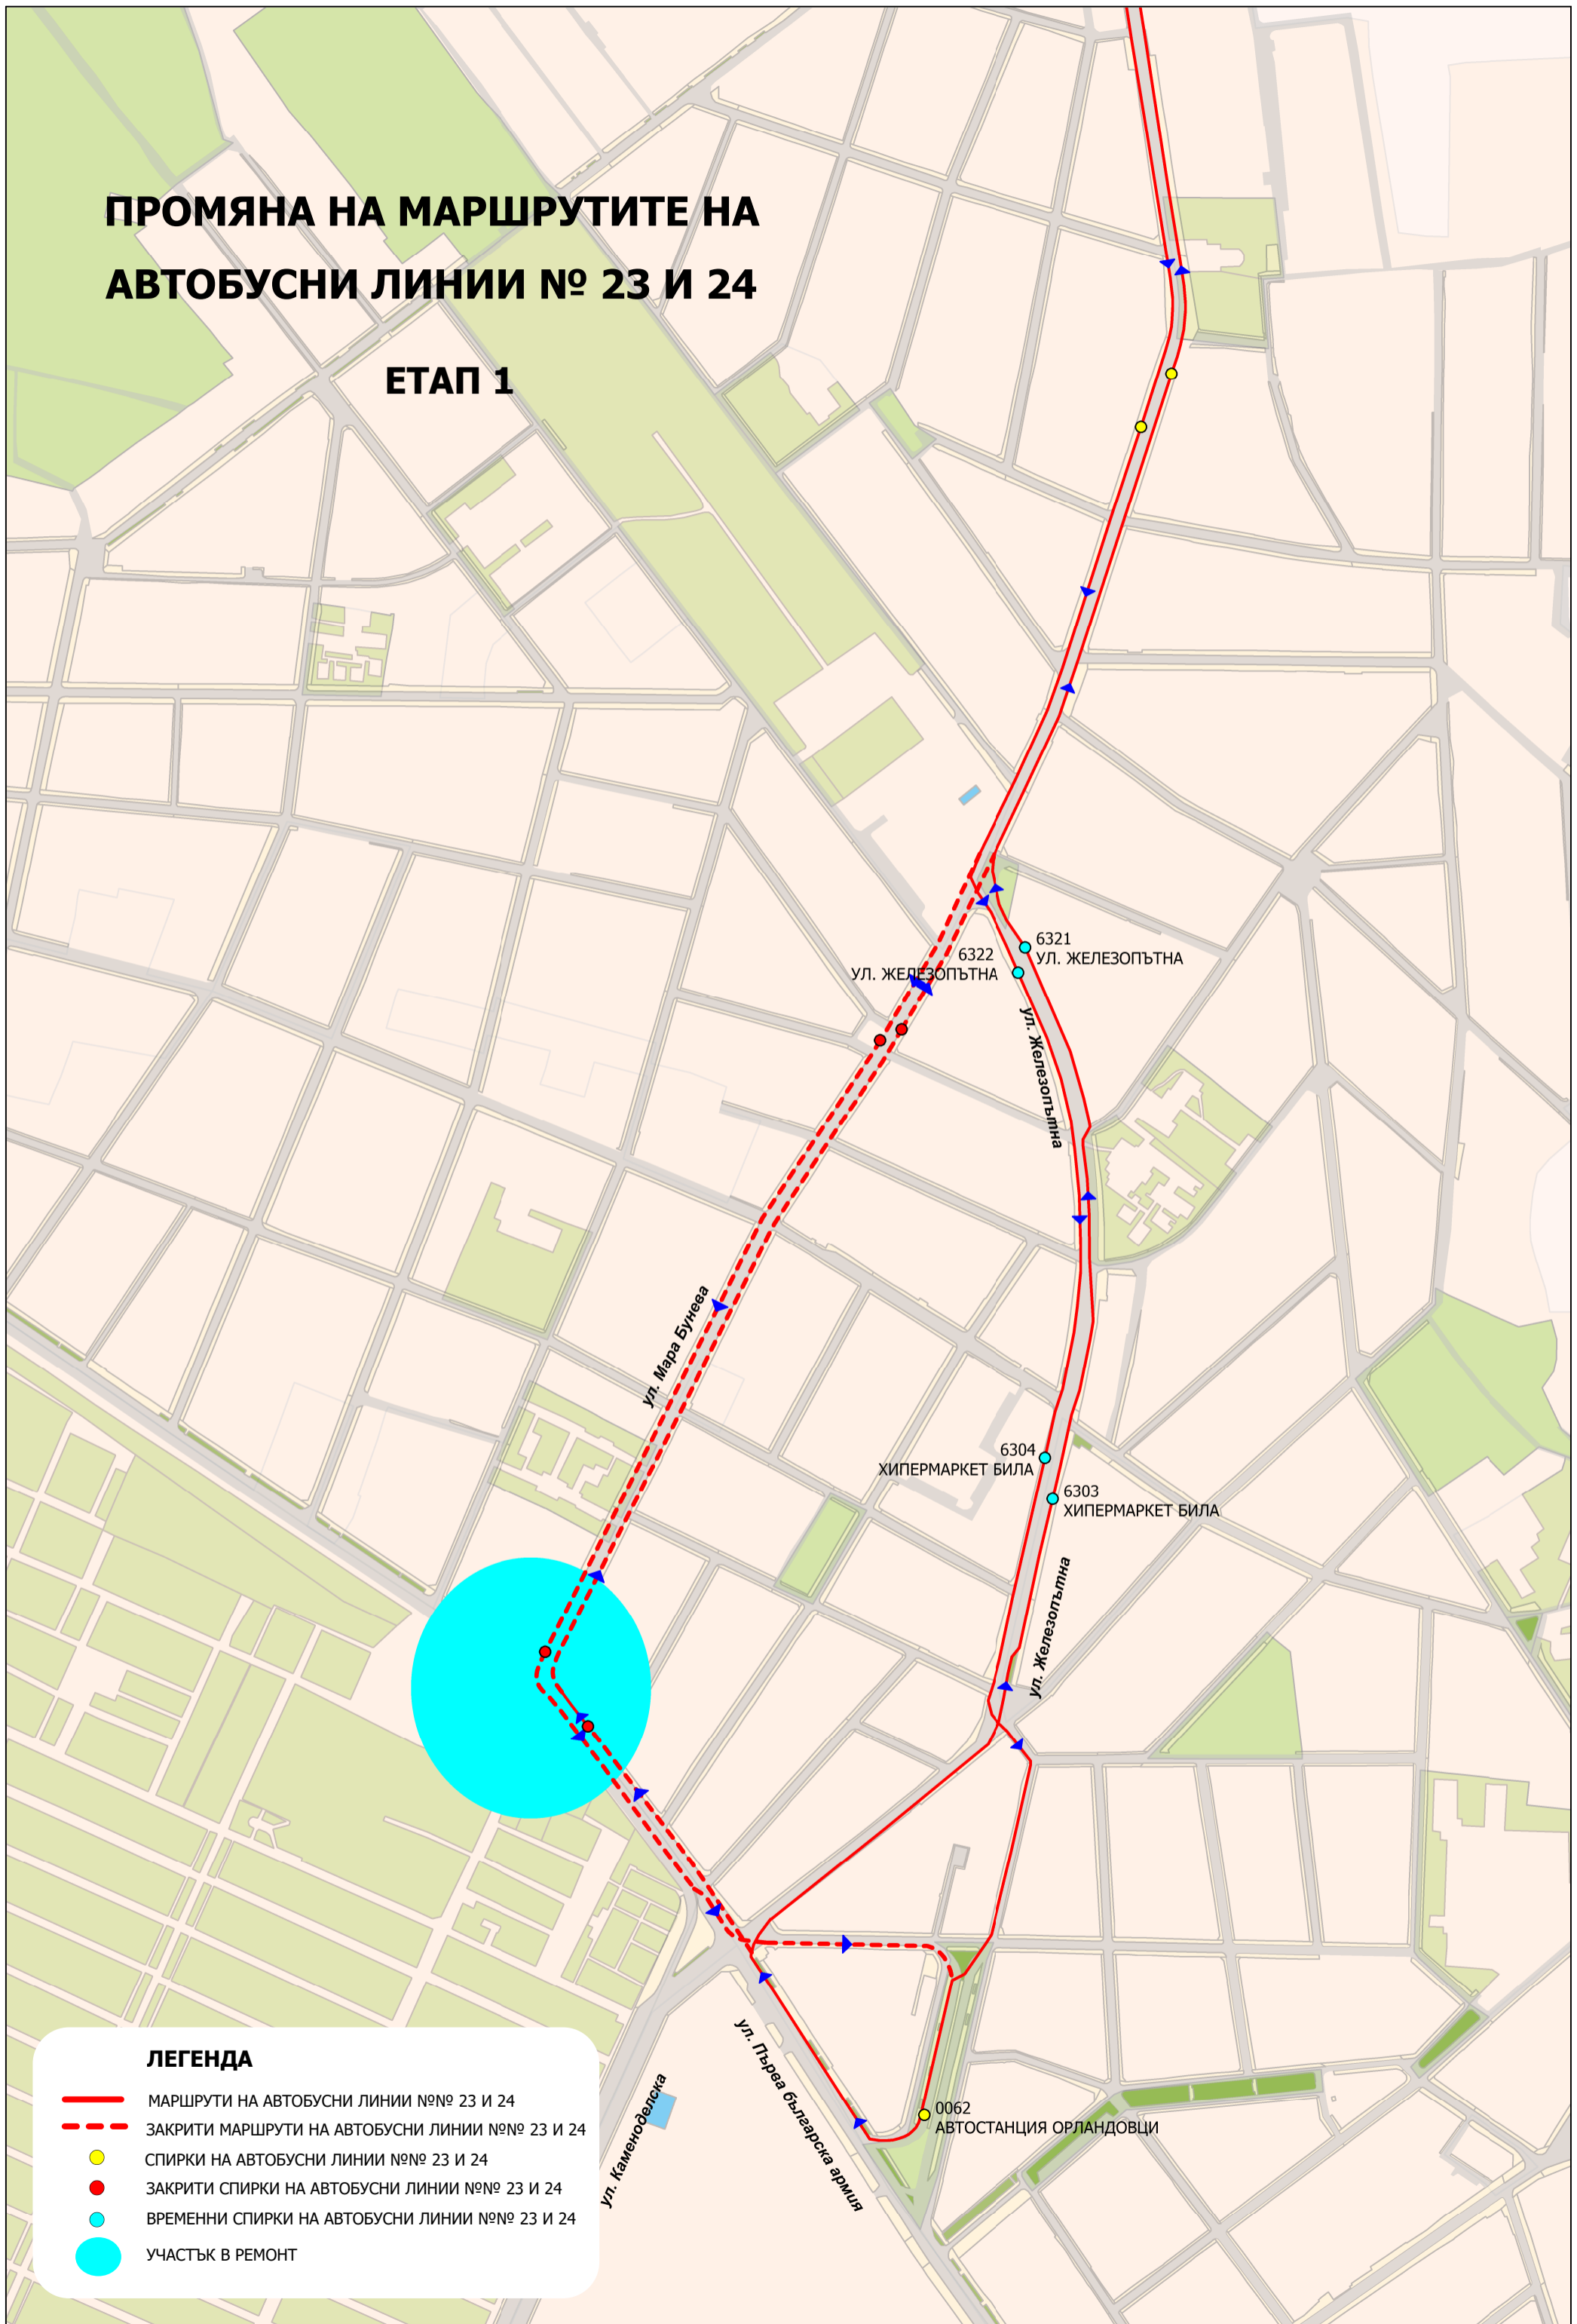 ПРОМЯНА НА МАРШРУТИТЕ НА
АВТОБУСНИ ЛИНИИ № 23 И 24
ЕТАП 1
6321
УЛ. ЖЕЛЕЗОПЪТНА
6322
УЛ. ЖЕЛЕЗОПЪТНА
ул. Железопътна
ул. Мара Бунева
6304
ХИПЕРМАРКЕТ БИЛА
6303
ХИПЕРМАРКЕТ БИЛА
ул. Железопътна
ул. Първа българска армия
ул. Каменоделска
0062
АВТОСТАНЦИЯ ОРЛАНДОВЦИ
ЛЕГЕНДА
МАРШРУТИ НА АВТОБУСНИ ЛИНИИ №№ 23 И 24
ЗАКРИТИ МАРШРУТИ НА АВТОБУСНИ ЛИНИИ №№ 23 И 24
СПИРКИ НА АВТОБУСНИ ЛИНИИ №№ 23 И 24
ЗАКРИТИ СПИРКИ НА АВТОБУСНИ ЛИНИИ №№ 23 И 24
ВРЕМЕННИ СПИРКИ НА АВТОБУСНИ ЛИНИИ №№ 23 И 24
УЧАСТЪК В РЕМОНТ